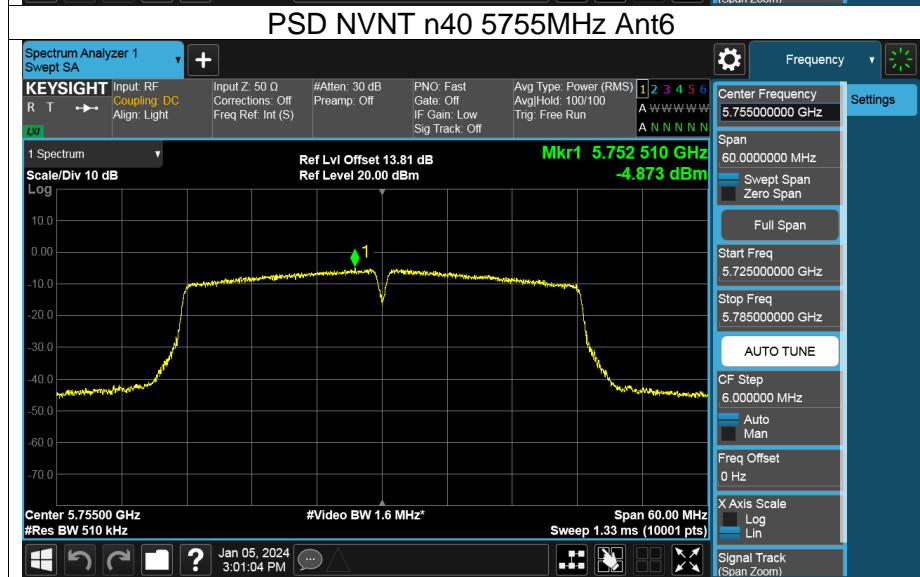 (Span Zoom)
PSD NVNT n40 5755MHz Ant6
Spectrum Analyzer 1
Swept SA
Frequency
KEYSIGHT
R T
LXI
Input: RF
Coupling: DC
Align: Light
Input Z: 50 Ω
Corrections: Off
Freq Ref: Int (S)
#Atten: 30 dB
Preamp: Off
PNO: Fast
Gate: Off
IF Gain: Low
Sig Track: Off
Avg Type: Power (RMS)
Avg|Hold: 100/100
Trig: Free Run
1 2 3 4 5 6
A W W W W W
A N N N N N
1 Spectrum
Scale/Div 10 dB
Log
Ref Lvl Offset 13.81 dB
Ref Level 20.00 dBm
Mkr1 5.752 510 GHz
-4.873 dBm
10.0
0.00
-10.0
-20.0
-30.0
-40.0
-50.0
-60.0
-70.0
1
Center 5.75500 GHz
#Res BW 510 kHz
#Video BW 1.6 MHz*
Span 60.00 MHz
Sweep 1.33 ms (10001 pts)
Center Frequency
5.755000000 GHz
Span
60.0000000 MHz
Swept Span
Zero Span
Full Span
Start Freq
5.725000000 GHz
Stop Freq
5.785000000 GHz
AUTO TUNE
CF Step
6.000000 MHz
Auto
Man
Freq Offset
0 Hz
X Axis Scale
Log
Lin
Signal Track
(Span Zoom)
Settings
?
Jan 05, 2024
3:01:04 PM